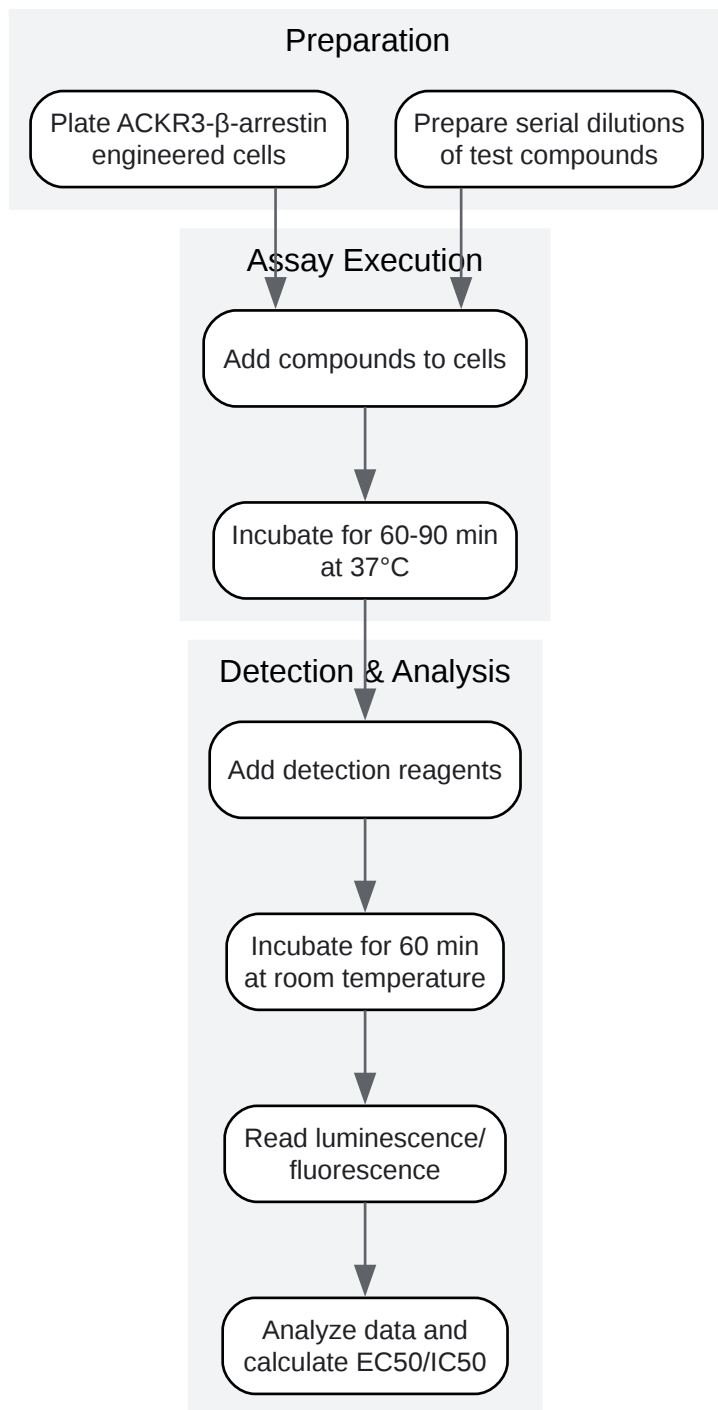 Preparation
Plate ACKR3-β-arrestin
engineered cells
Prepare serial dilutions
of test compounds
Assay Execution
Add compounds to cells
Incubate for 60-90 min
at 37°C
Detection & Analysis
Add detection reagents
Incubate for 60 min
at room temperature
Read luminescence/
fluorescence
Analyze data and
calculate EC50/IC50